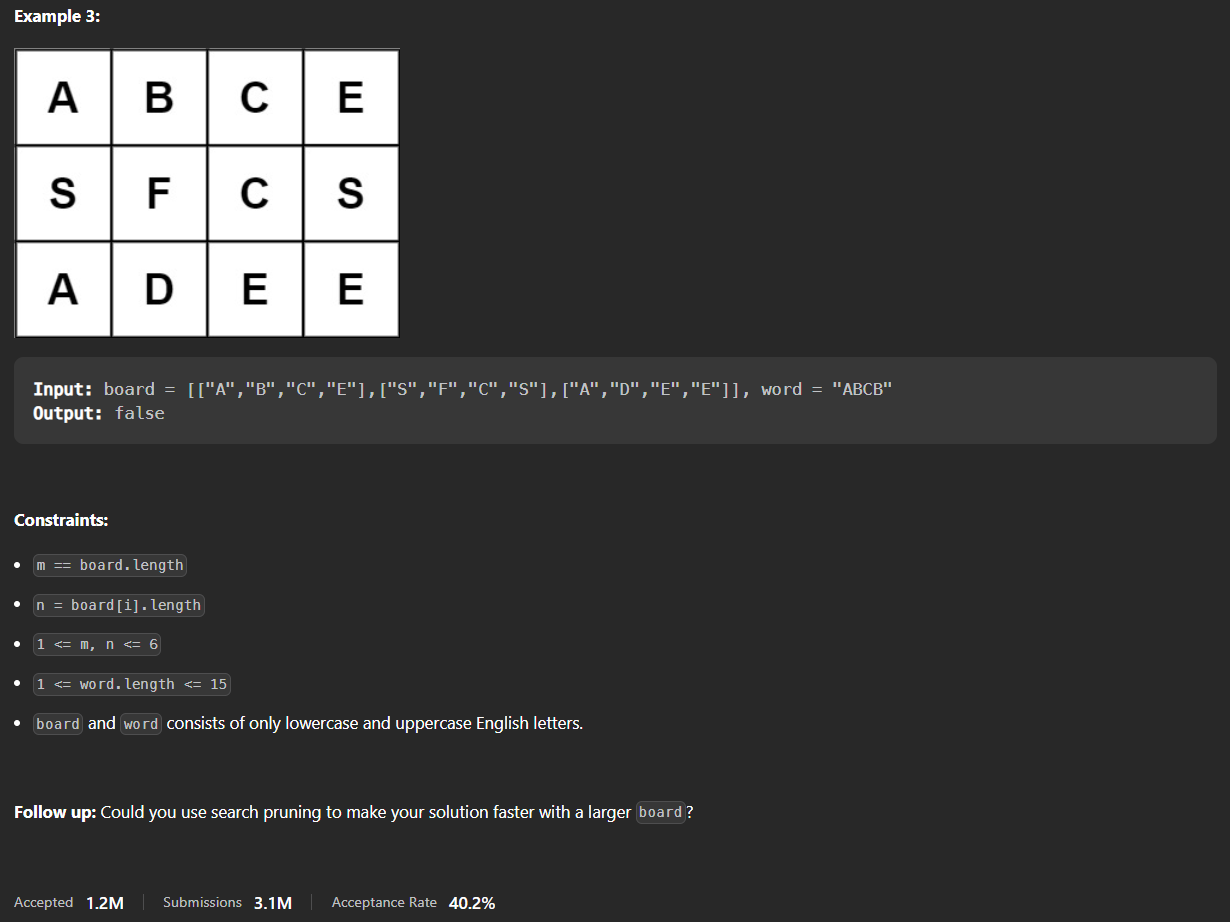 Example 3:
A B C E
S F C S
A D E E
Input: board = [["A","B","C","E"],["S","F","C","S"],["A","D","E","E"]], word = "ABCB"
Output: false
Constraints:
• m == board.length
• n = board[i].length
• 1 <= m, n <= 6
• 1 <= word.length <= 15
• board and word consists of only lowercase and uppercase English letters.
Follow up: Could you use search pruning to make your solution faster with a larger board?
Accepted 1.2M Submissions 3.1M Acceptance Rate 40.2%